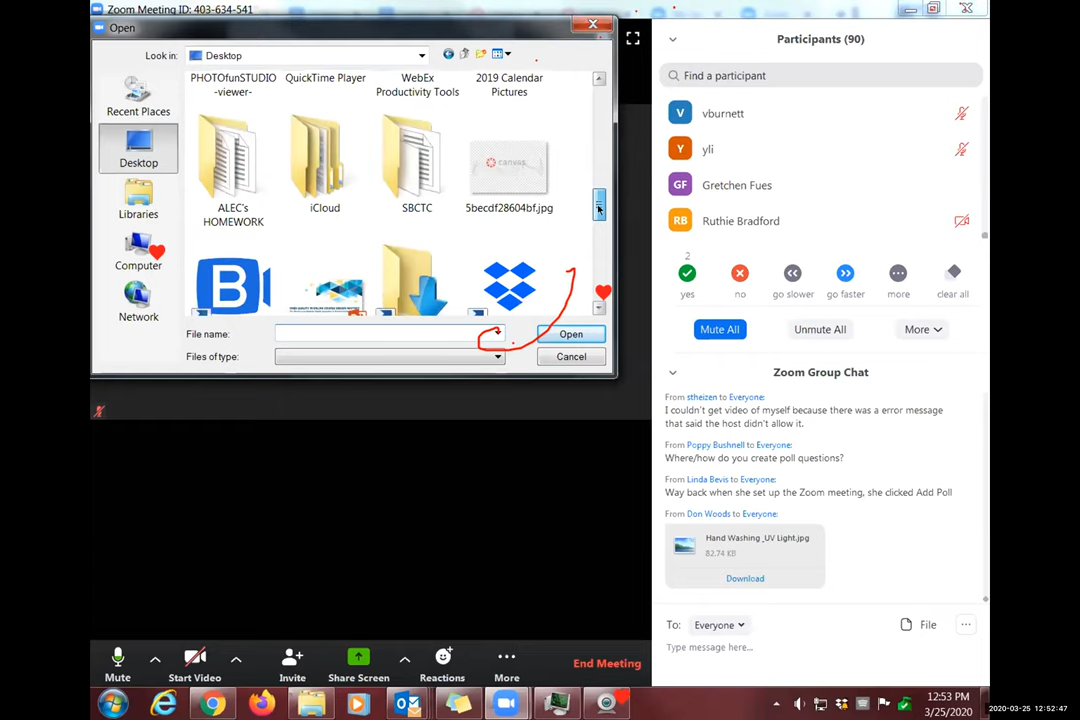 Zoom Meeting ID: 403-634-541
Open
Look in:
Desktop
PHOTOfunSTUDIO
-viewer-
QuickTime Player
WebEx
Productivity Tools
2019 Calendar
Pictures
Recent Places
Desktop
Libraries
Computer
Network
ALEC's
HOMEWORK
iCloud
SBCTC
canvas
5becdf28604bf.jpg
B
File name:
Open
Files of type:
Cancel
Participants (90)
Find a participant
V vburnett
Y yli
GF Gretchen Fues
RB Ruthie Bradford
2
yes
no
go slower
go faster
more
clear all
Mute All
Unmute All
More
Zoom Group Chat
From stheizen to Everyone:
I couldn't get video of myself because there was a error message
that said the host didn't allow it.
From Poppy Bushnell to Everyone:
Where/how do you create poll questions?
From Linda Bevis to Everyone:
Way back when she set up the Zoom meeting, she clicked Add Poll
From Don Woods to Everyone:
Hand Washing _UV Light.jpg
82.74 KB
Download
To: Everyone
File
Type message here...
Mute
Start Video
Invite
Share Screen
Reactions
More
End Meeting
12:53 PM
3/25/2020
2020-03-25 12:52:47